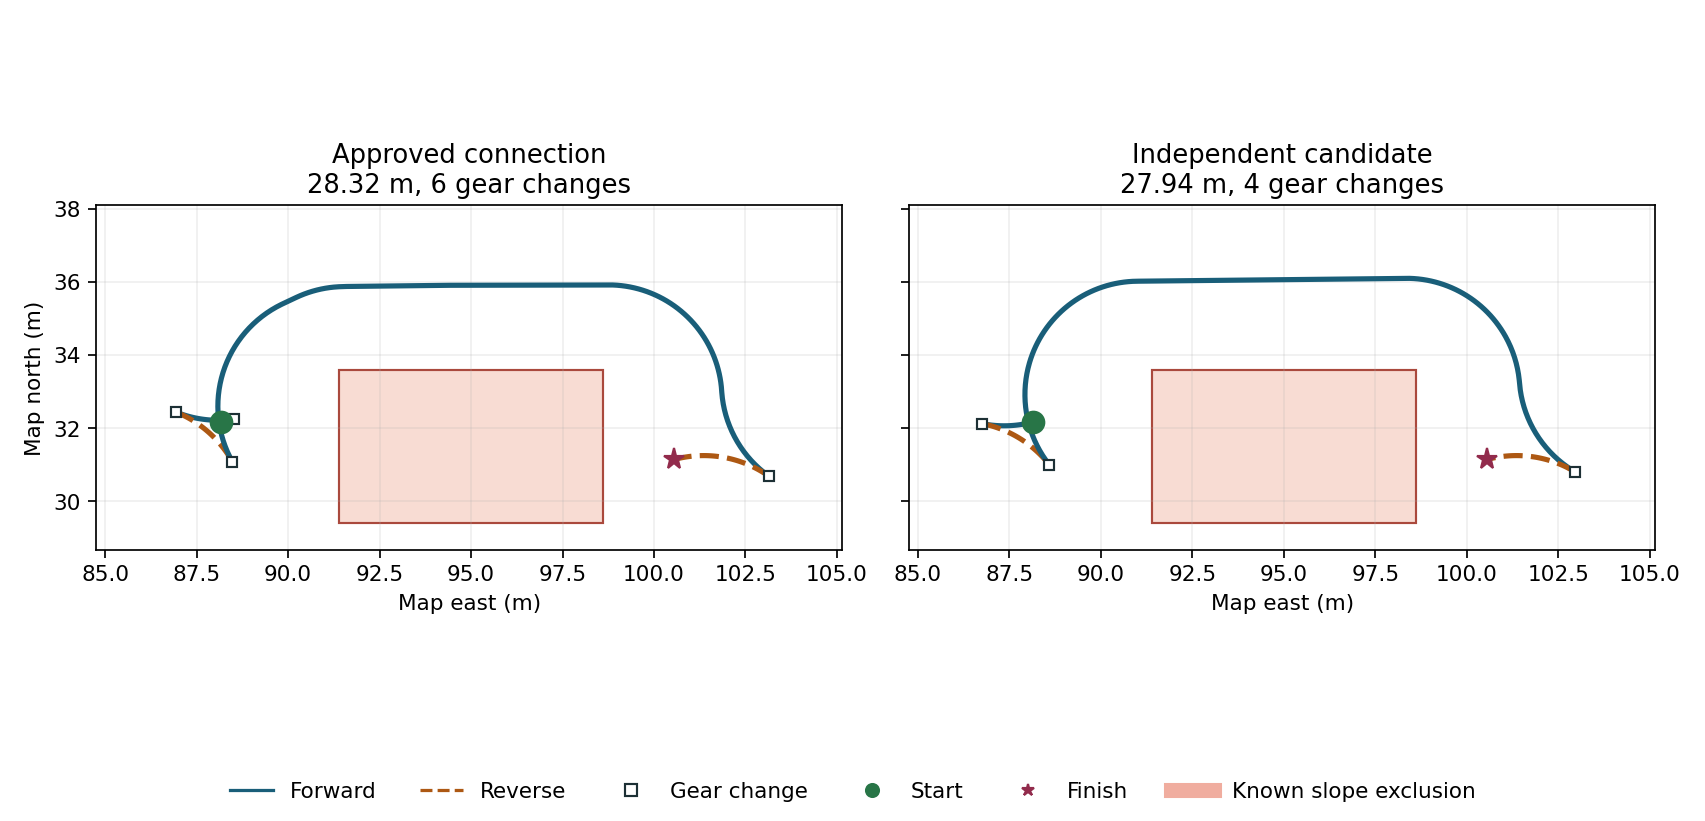 Approved connection
28.32 m, 6 gear changes
Independent candidate
27.94 m, 4 gear changes
38
36
34
32
30
Map north (m)
85.0 87.5 90.0 92.5 95.0 97.5 100.0 102.5 105.0
85.0 87.5 90.0 92.5 95.0 97.5 100.0 102.5 105.0
Map east (m)
Map east (m)
Forward Reverse Gear change Start Finish Known slope exclusion